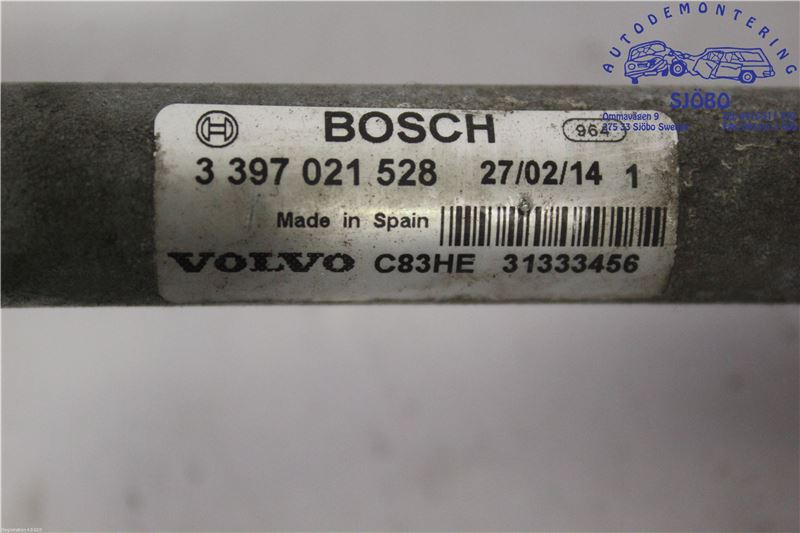 AUTODEMONTERING
SJÖBO
Ommavägen 9
275 33 Sjöbo Sweden
BOSCH
964
3 397 021 528 27/02/14 1
Made in Spain
VOLVO C83HE 31333456